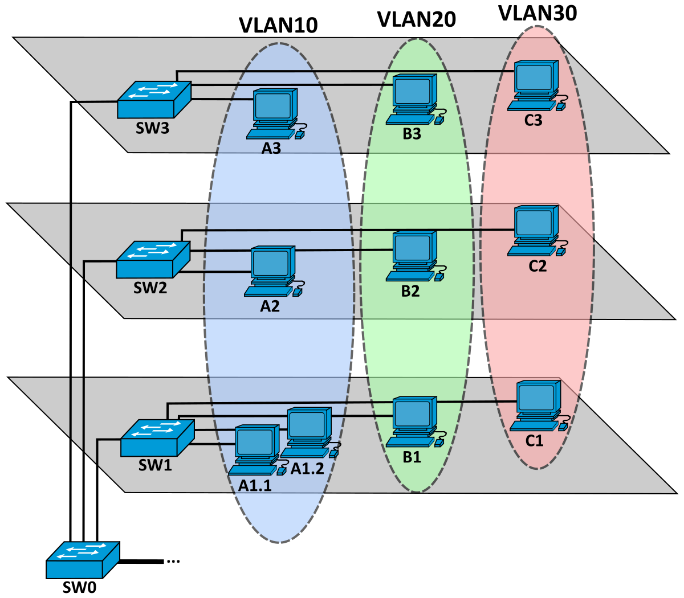 VLAN10
VLAN20
VLAN30
SW3
A3
B3
C3
SW2
A2
B2
C2
SW1
A1.1
A1.2
B1
C1
SW0
...